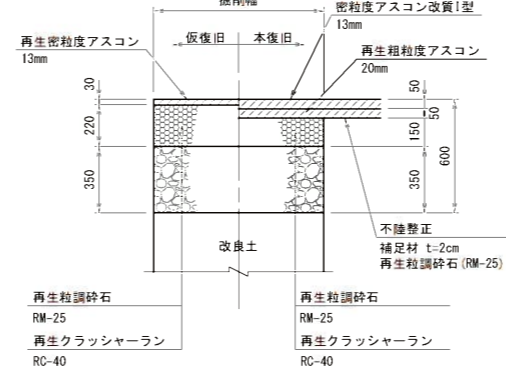 掘削幅
密粒度アスコン改質I型
13mm
再生密粒度アスコン
13mm
仮復旧
本復旧
再生粗粒度アスコン
20mm
30
220
350
50
50
150
350
600
不陸整正
補足材 t=2cm
再生粒調砕石(RM-25)
改良土
再生粒調砕石
RM-25
再生クラッシャーラン
RC-40
再生粒調砕石
RM-25
再生クラッシャーラン
RC-40